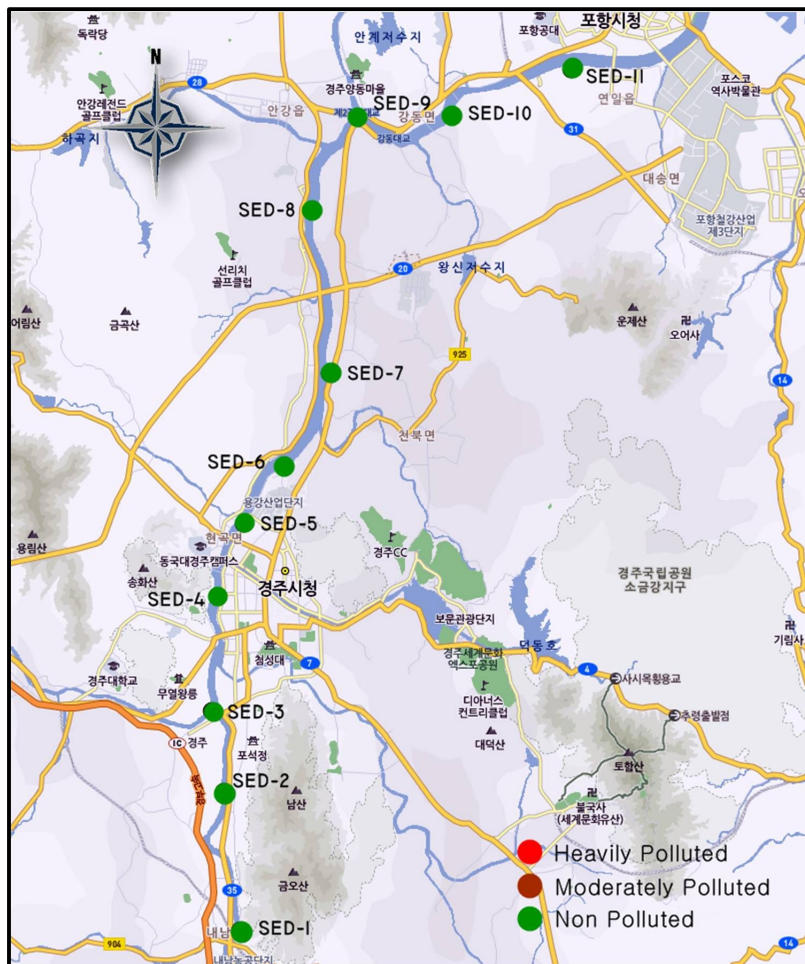 독락당
포항시청
안계저수지
포항공대
N
28
SED-11
포스코
역사박물관
안강레전드
골프클럽
경주양동마을
연일읍
안강읍
SED-9
SED-10
강동면
31
하곡지
강동대교
대송면
SED-8
포항철강산업
제3단지
선리치
골프클럽
20
왕신저수지
어림산
금곡산
운제산
오어사
925
SED-7
14
천북면
SED-6
용강산업단지
SED-5
현곡면
용림산
동국대경주캠퍼스
경주CC
송화산
경주시청
경주국립공원
소금강지구
SED-4
보문관광단지
기림사
덕동호
첨성대
경주세계문화
엑스포공원
7
4
경주대학교
무열왕릉
사시목횡용교
디아너스
컨트리클럽
SED-3
추령출발점
IC 경주
포석정
대덕산
토함산
SED-2
남산
불국사
(세계문화유산)
Heavily Polluted
금오산
Moderately Polluted
35
Non Polluted
내남
SED-1
904
14
내남농공단지